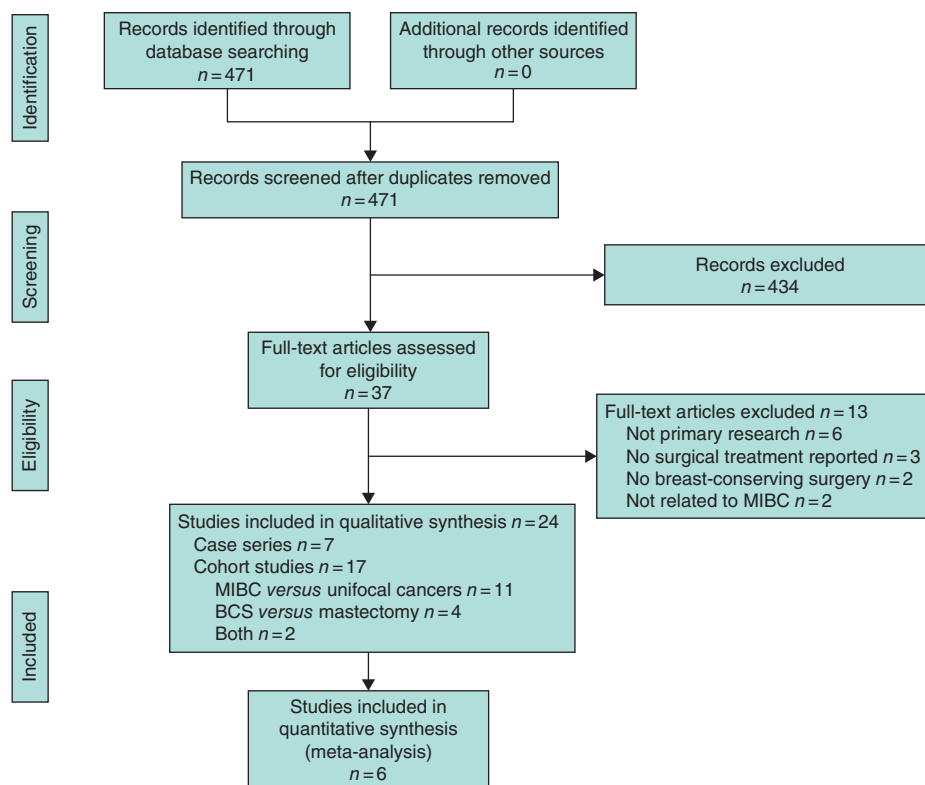 Identification
Records identified through
database searching
n = 471
Additional records identified
through other sources
n = 0
Records screened after duplicates removed
n = 471
Screening
Records excluded
n = 434
Full-text articles assessed
for eligibility
n = 37
Eligibility
Full-text articles excluded n = 13
Not primary research n = 6
No surgical treatment reported n = 3
No breast-conserving surgery n = 2
Not related to MIBC n = 2
Studies included in qualitative synthesis n = 24
Case series n = 7
Cohort studies n = 17
MIBC versus unifocal cancers n = 11
BCS versus mastectomy n = 4
Both n = 2
Included
Studies included in
quantitative synthesis
(meta-analysis)
n = 6